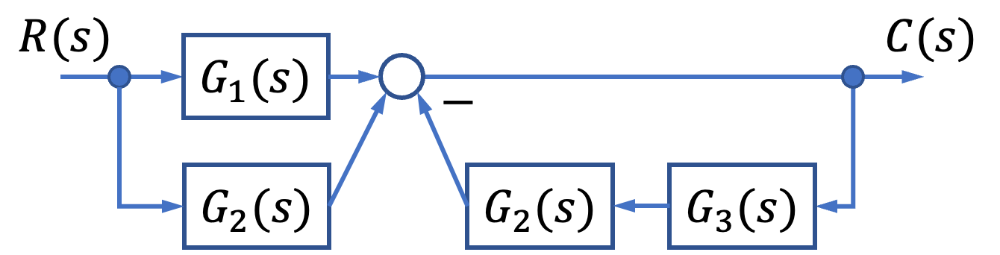 R(s)
C(s)
G₁(s)
−
G₂(s)
G₂(s)
G₃(s)